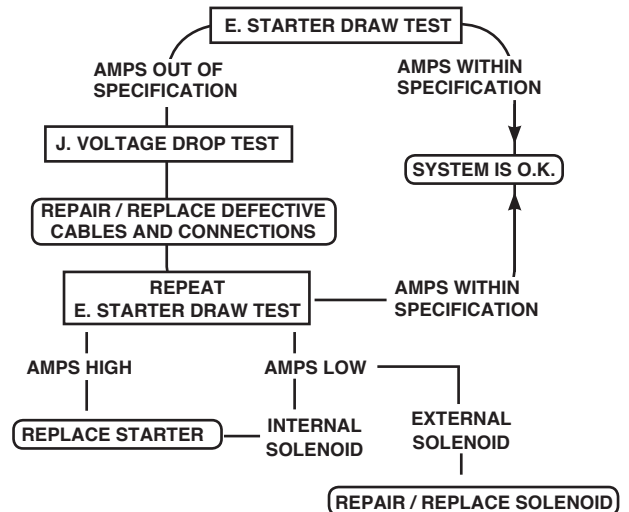 E. STARTER DRAW TEST
AMPS OUT OF
SPECIFICATION
AMPS WITHIN
SPECIFICATION
J. VOLTAGE DROP TEST
SYSTEM IS O.K.
REPAIR / REPLACE DEFECTIVE
CABLES AND CONNECTIONS
REPEAT
E. STARTER DRAW TEST
AMPS WITHIN
SPECIFICATION
AMPS HIGH
AMPS LOW
REPLACE STARTER
INTERNAL
SOLENOID
EXTERNAL
SOLENOID
REPAIR / REPLACE SOLENOID